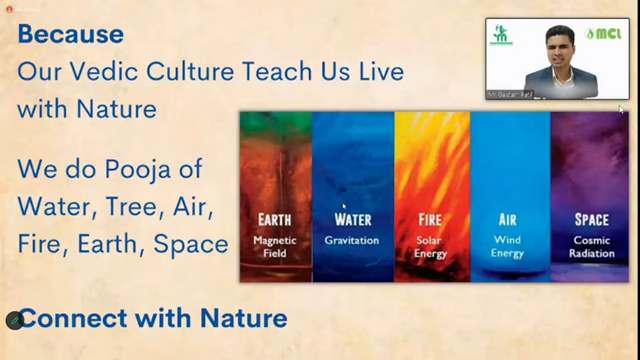 Because
Our Vedic Culture Teach Us Live
with Nature
We do Pooja of
Water, Tree, Air,
Fire, Earth, Space
Connect with Nature
EARTH
Magnetic
Field
WATER
Gravitation
FIRE
Solar
Energy
AIR
Wind
Energy
SPACE
Cosmic
Radiation
MCL